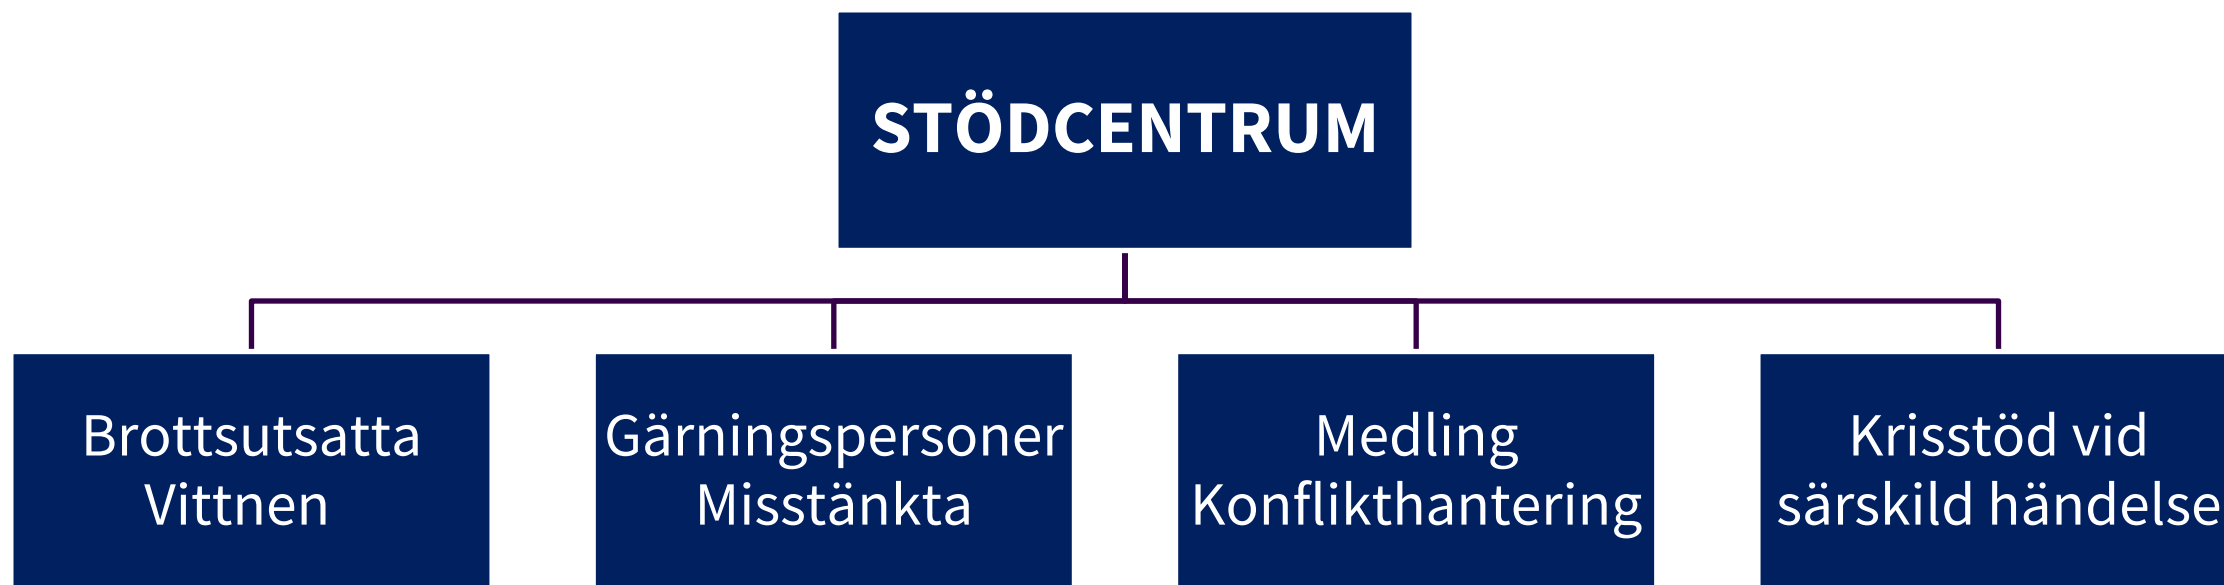 STÖDCENTRUM
Brottsutsatta
Vittnen
Gärningspersoner
Misstänkta
Medling
Konflikthantering
Krisstöd vid
särskild händelse